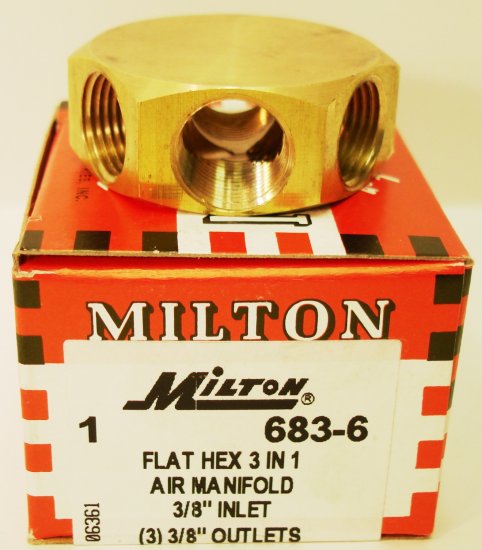 MILTON
MILTON®
1 683-6
FLAT HEX 3 IN 1
AIR MANIFOLD
3/8" INLET
(3) 3/8" OUTLETS
06361
INC.